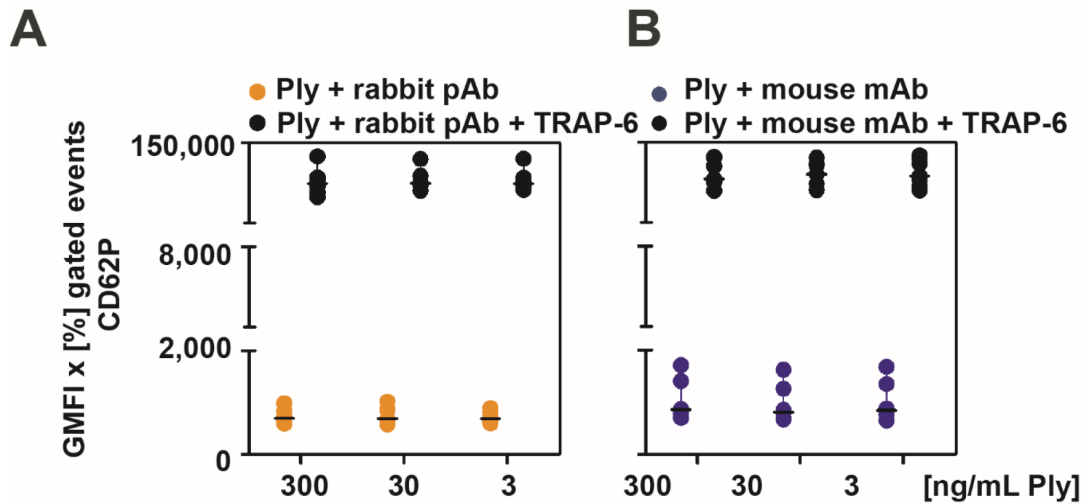 A
B
Ply + rabbit pAb
Ply + rabbit pAb + TRAP-6
Ply + mouse mAb
Ply + mouse mAb + TRAP-6
GMFI x [%] gated events
CD62P
150,000
8,000
2,000
0
300 30 3
300 30 3 [ng/mL Ply]